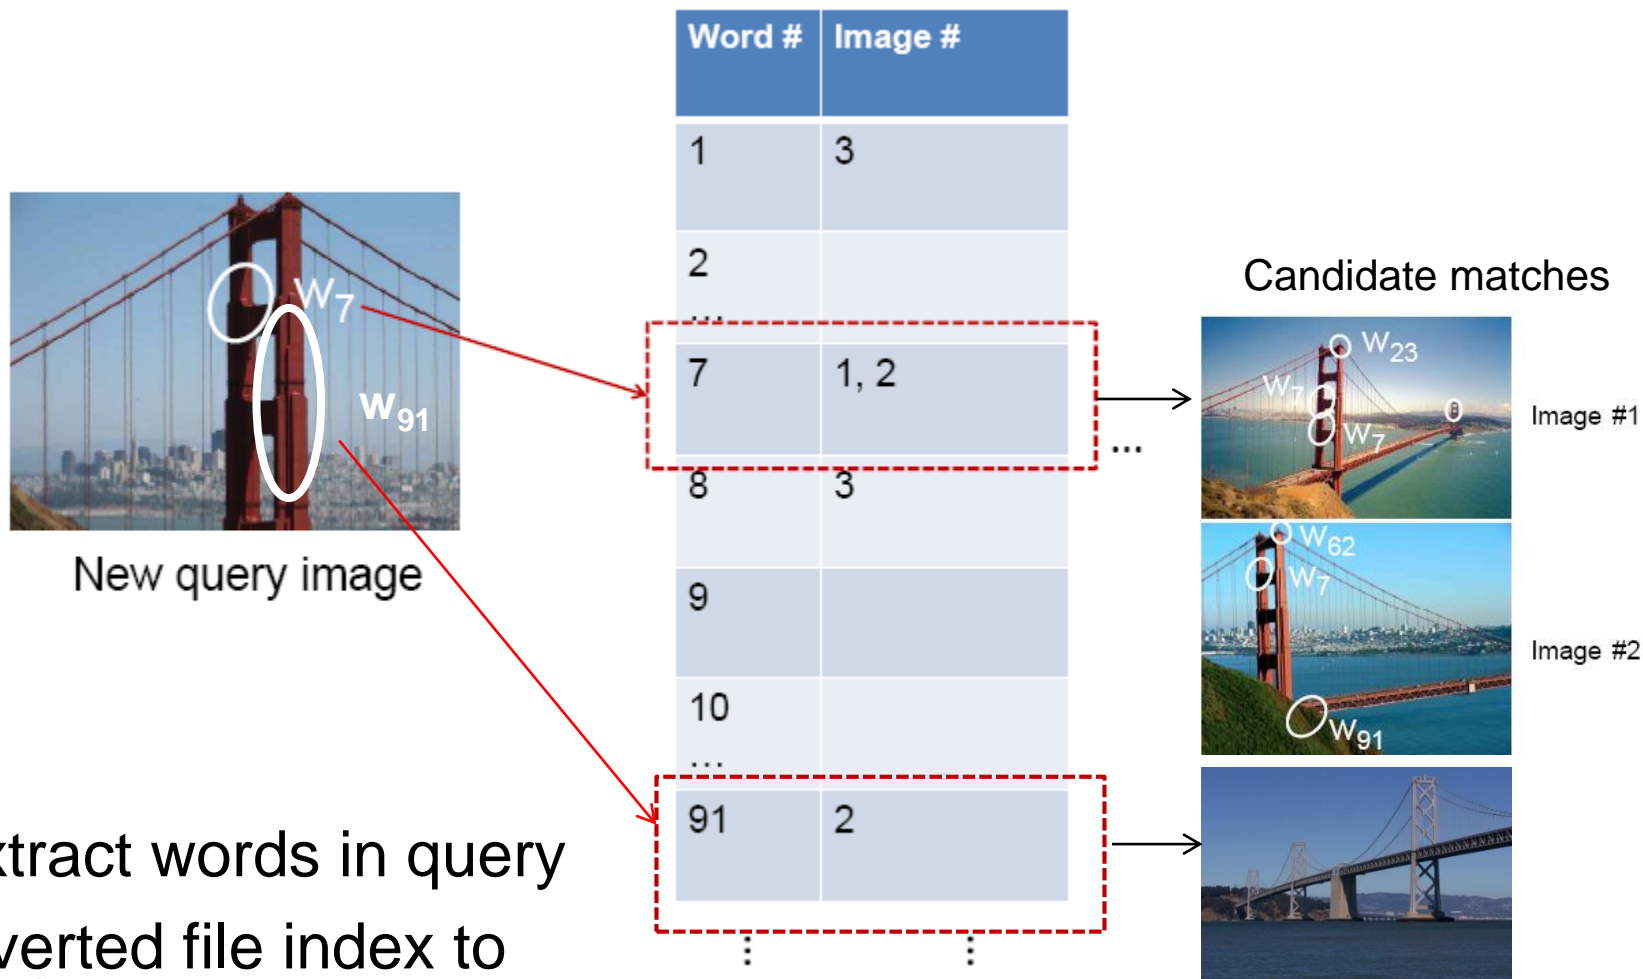 Word # Image #
1 3
2
...
7 1, 2
8 3
9
10
...
91 2
⋮ ⋮
w7
w91
New query image
...
Candidate matches
w23
w7
w7
Image #1
w62
w7
w91
Image #2
xtract words in query
verted file index to